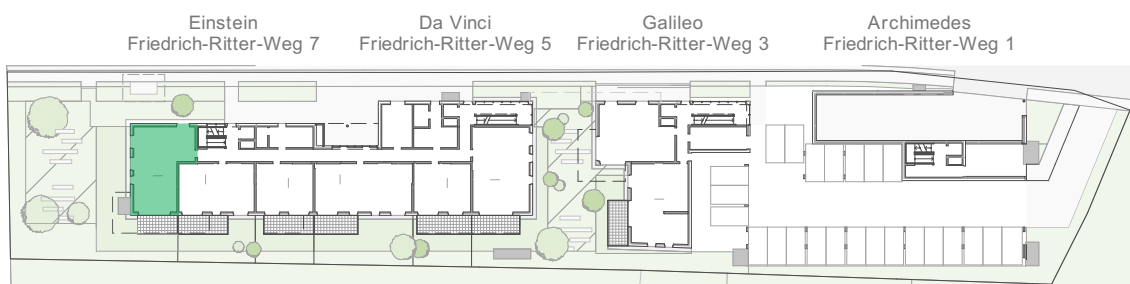 Einstein
Friedrich-Ritter-Weg 7
Da Vinci
Friedrich-Ritter-Weg 5
Galileo
Friedrich-Ritter-Weg 3
Archimedes
Friedrich-Ritter-Weg 1